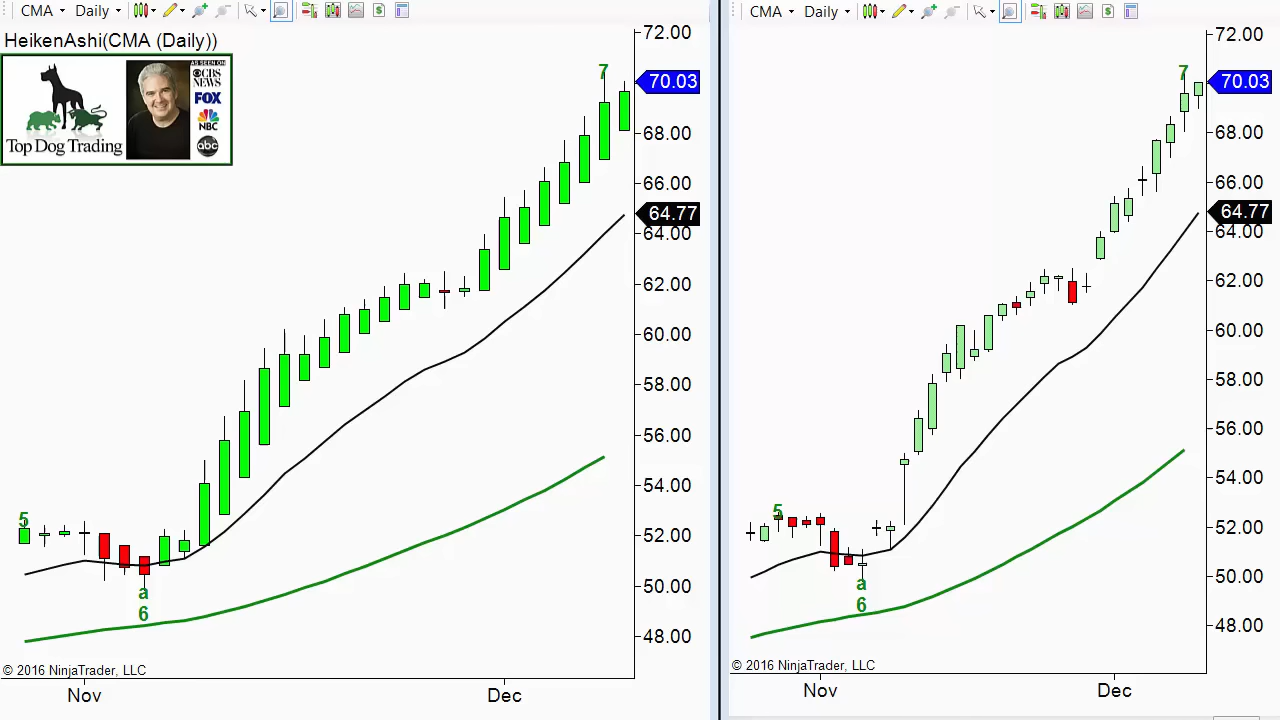 CMA Daily
HeikenAshi(CMA (Daily))
AS SEEN ON
CBS
NEWS
FOX
NBC
abc
Top Dog Trading
5
a
6
7
72.00
70.03
68.00
66.00
64.77
64.00
62.00
60.00
58.00
56.00
54.00
52.00
50.00
48.00
© 2016 NinjaTrader, LLC
Nov Dec
CMA Daily
5
a
6
7
72.00
70.03
68.00
66.00
64.77
64.00
62.00
60.00
58.00
56.00
54.00
52.00
50.00
48.00
© 2016 NinjaTrader, LLC
Nov Dec